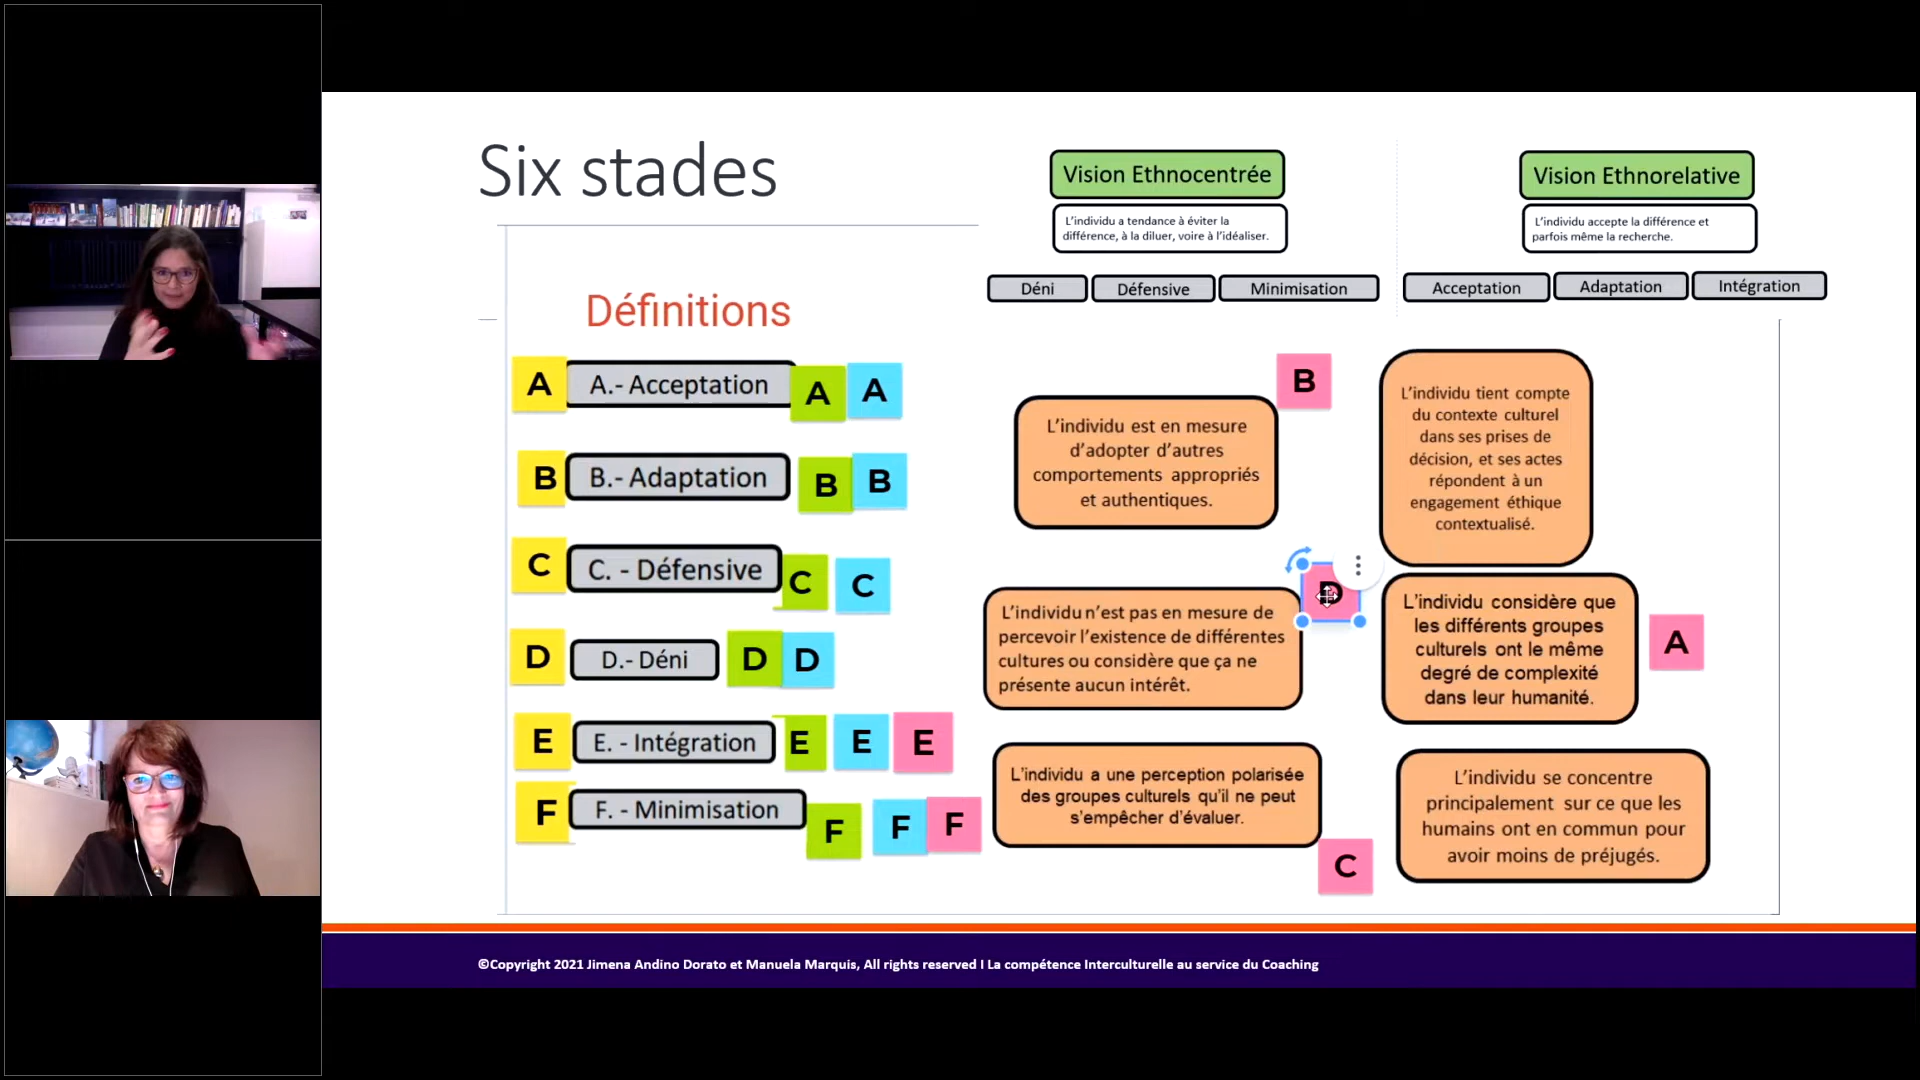 Six stades
Vision Ethnocentrée
L'individu a tendance à éviter la
différence, à la diluer, voire à l'idéaliser.
Déni
Défensive
Minimisation
Vision Ethnorelative
L'individu accepte la différence et
parfois même la recherche.
Acceptation
Adaptation
Intégration
Définitions
A
A.- Acceptation
A
A
B
B.- Adaptation
B
B
C
C. - Défensive
C
C
D
D.- Déni
D
D
E
E. - Intégration
E
E
E
F
F. - Minimisation
F
F
F
B
L'individu est en mesure
d'adopter d'autres
comportements appropriés
et authentiques.
L'individu tient compte
du contexte culturel
dans ses prises de
décision, et ses actes
répondent à un
engagement éthique
contextualisé.
D
L'individu n'est pas en mesure de
percevoir l'existence de différentes
cultures ou considère que ça ne
présente aucun intérêt.
L'individu considère que
les différents groupes
culturels ont le même
degré de complexité
dans leur humanité.
A
L'individu a une perception polarisée
des groupes culturels qu'il ne peut
s'empêcher d'évaluer.
C
L'individu se concentre
principalement sur ce que les
humains ont en commun pour
avoir moins de préjugés.
©Copyright 2021 Jimena Andino Dorato et Manuela Marquis, All rights reserved I La compétence Interculturelle au service du Coaching